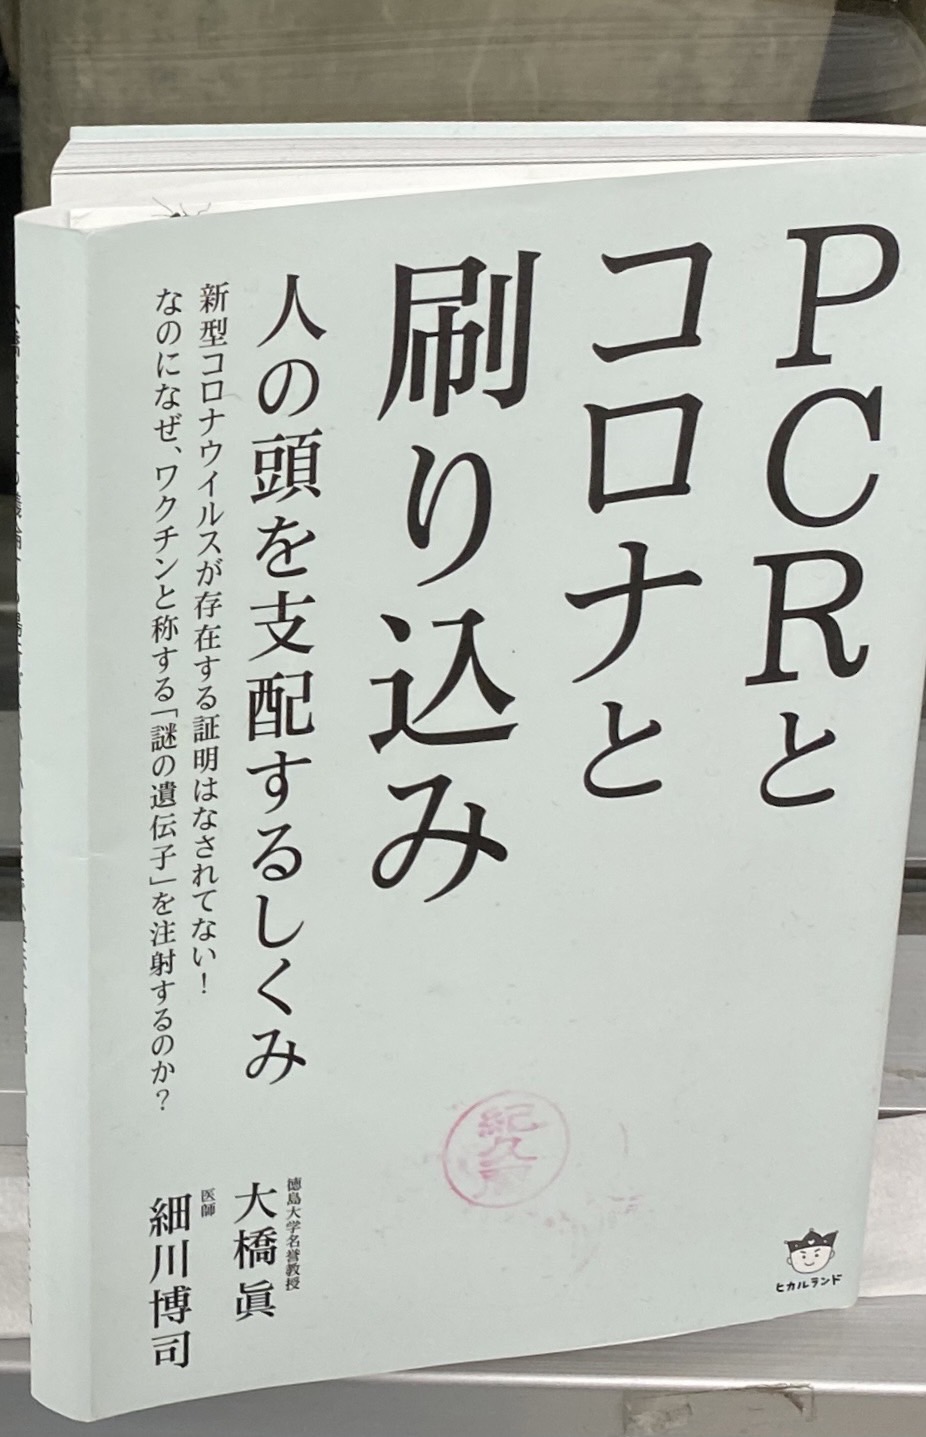 PCRと
コロナと
刷り込み
人の頭を支配するしくみ
新型コロナウイルスが存在する証明はなされてない！
なのになぜ、ワクチンと称する「謎の遺伝子」を注射するのか？
徳島大学名誉教授
大橋 眞
医師
細川博司
ヒカルランド